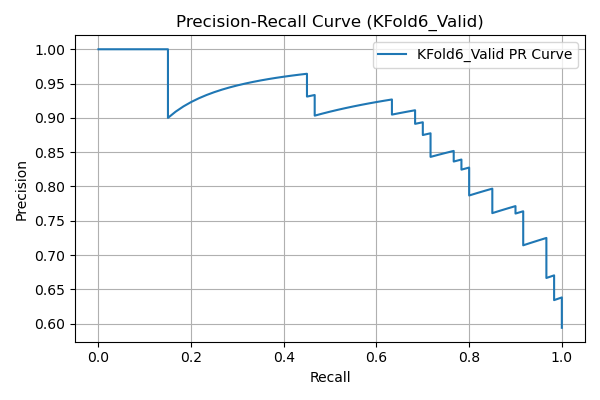 Precision-Recall Curve (KFold6_Valid)
KFold6_Valid PR Curve
Precision
1.00
0.95
0.90
0.85
0.80
0.75
0.70
0.65
0.60
0.0 0.2 0.4 0.6 0.8 1.0
Recall